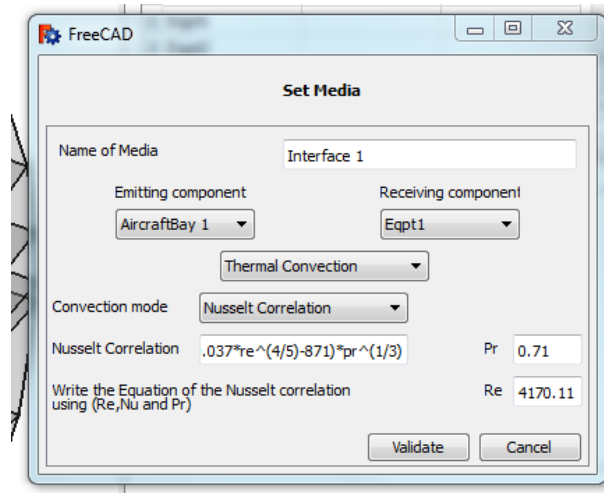 FreeCAD
Set Media
Name of Media Interface 1
Emitting component Receiving component
AircraftBay 1 Eqpt1
Thermal Convection
Convection mode Nusselt Correlation
Nusselt Correlation .037*re^(4/5)-871)*pr^(1/3) Pr 0.71
Write the Equation of the Nusselt correlation Re 4170.11
using (Re,Nu and Pr)
Validate Cancel